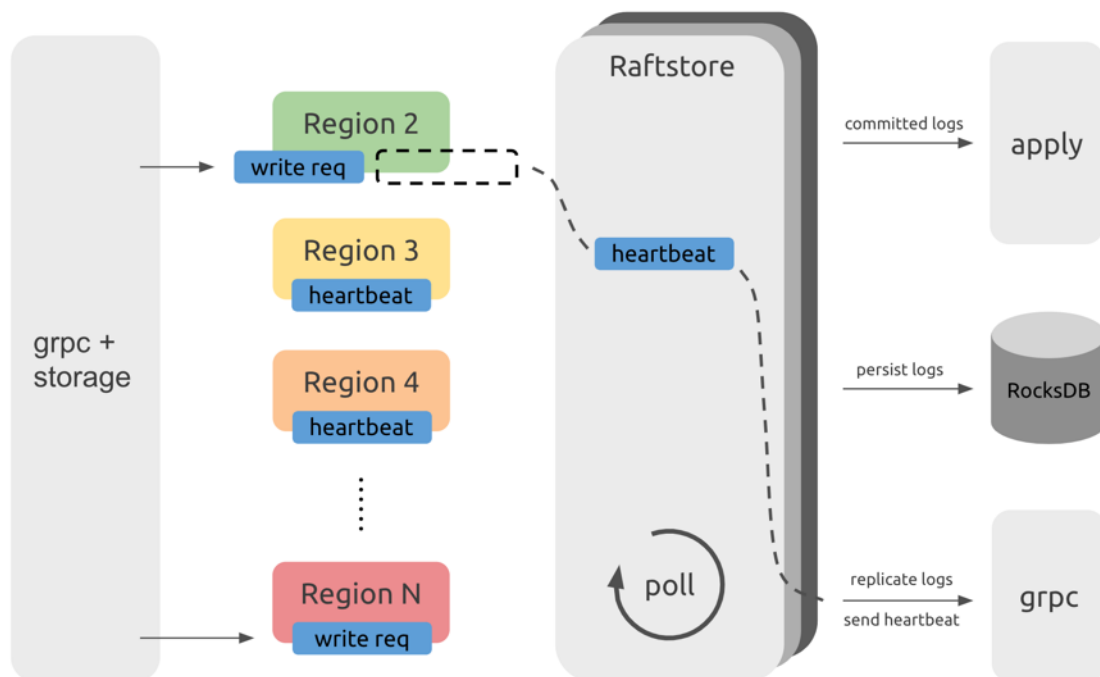 grpc +
storage
Region 2
write req
Region 3
heartbeat
Region 4
heartbeat
Region N
write req
Raftstore
heartbeat
poll
committed logs
apply
persist logs
RocksDB
replicate logs
send heartbeat
grpc